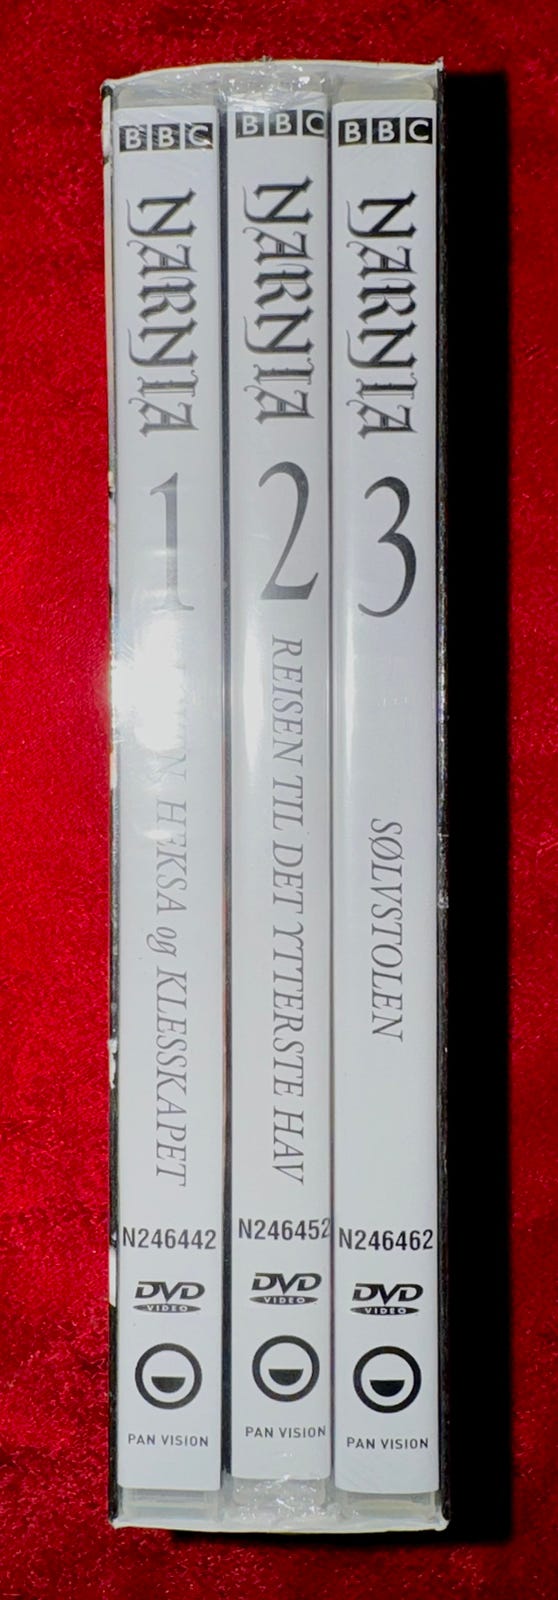 BBC
NARNIA
1
HEKSA og KLESSKAPET
N246442
DVD
VIDEO
PAN VISION
BBC
NARNIA
2
REISEN TIL DET YTTERSTE HAV
N246452
DVD
VIDEO
PAN VISION
BBC
NARNIA
3
SØLVSTOLEN
N246462
DVD
VIDEO
PAN VISION